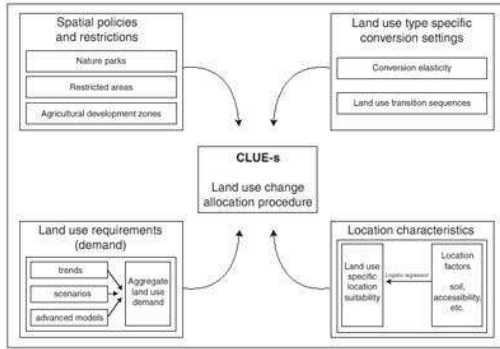 Spatial policies
and restrictions
Nature parks
Restricted areas
Agricultural development zones
Land use type specific
conversion settings
Conversion elasticity
Land use transition sequences
CLUE-s
Land use change
allocation procedure
Land use requirements
(demand)
trends
scenarios
advanced models
Aggregate
land use
demand
Location characteristics
Land use
specific
location
suitability
Logistic regression
Location
factors
soil,
accessibility,
etc.